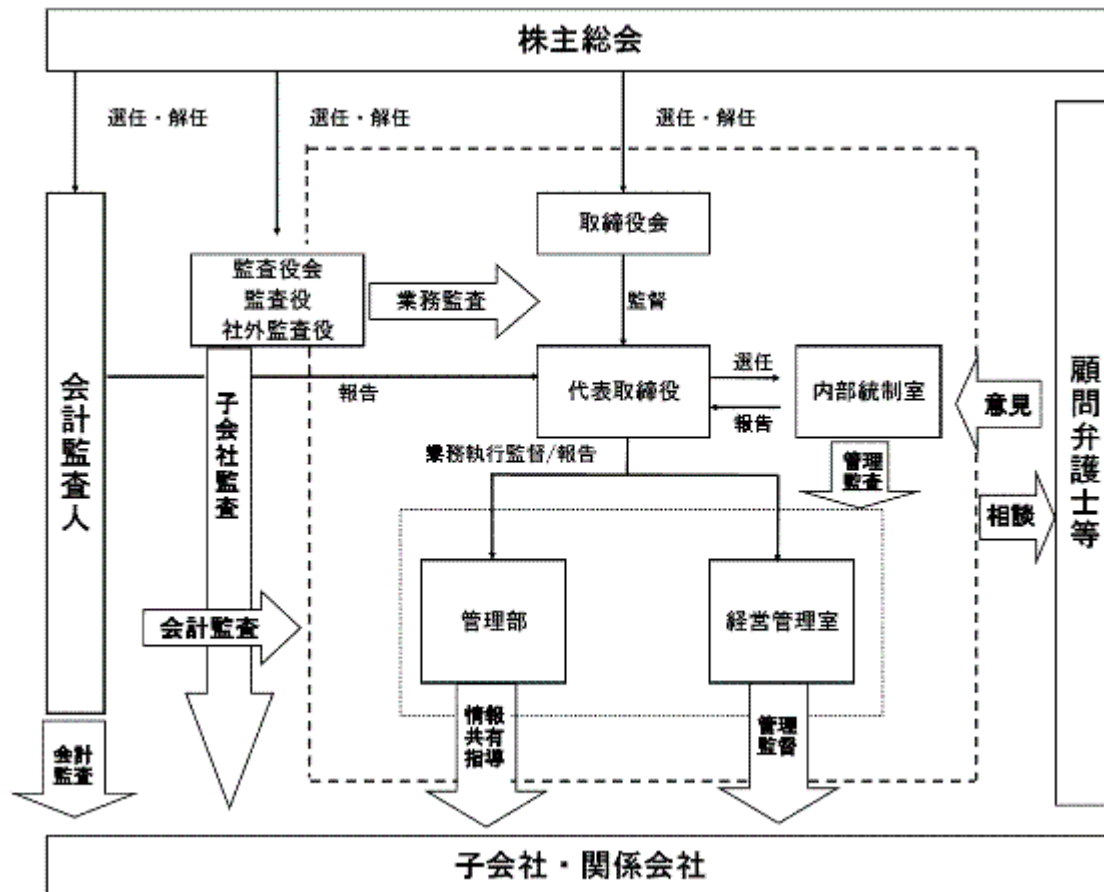 株主総会
選任・解任
選任・解任
選任・解任
取締役会
監査役会
監査役
社外監査役
業務監査
監督
会計監査人
報告
子会社監査
代表取締役
選任
報告
内部統制室
意見
顧問弁護士等
業務執行監督/報告
管理
監査
相談
管理部
経営管理室
会計監査
情報
共有
指導
管理
監督
会計
監査
子会社・関係会社